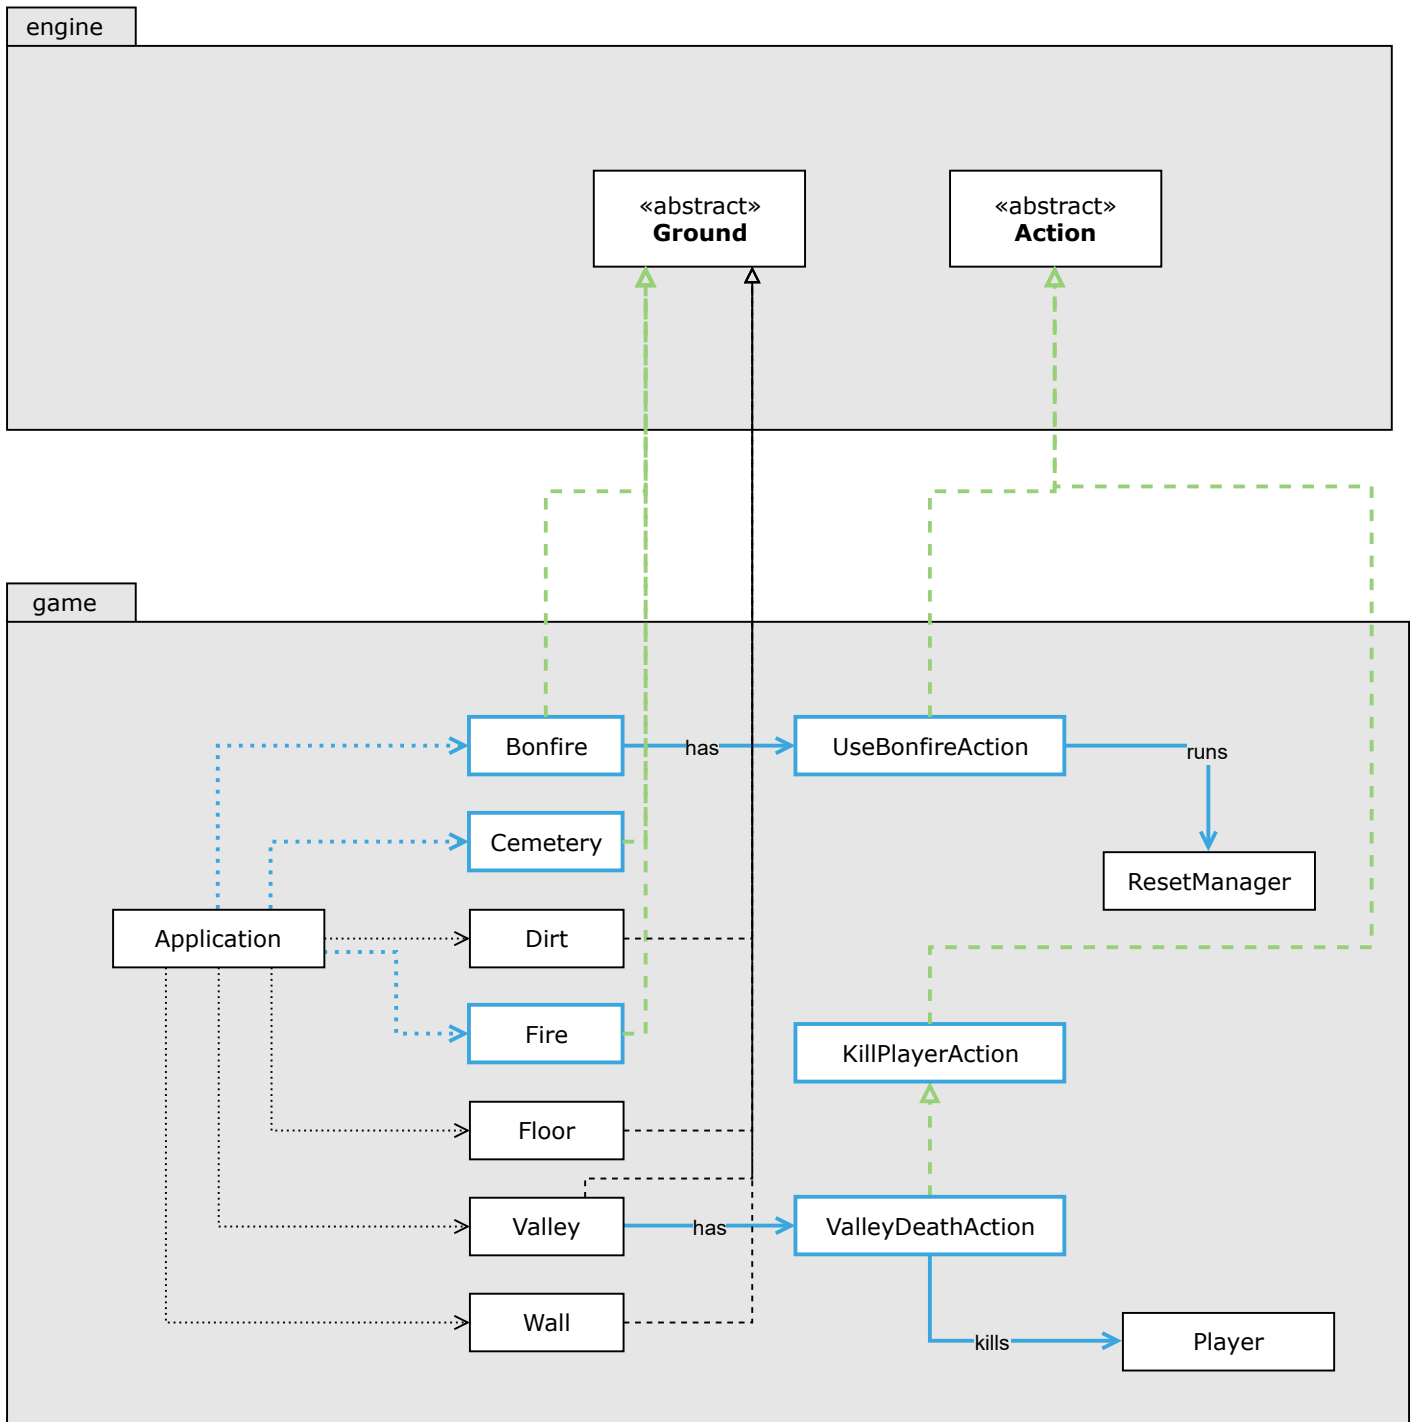 engine
«abstract»
Ground
«abstract»
Action
game
Bonfire
has
UseBonfireAction
runs
Cemetery
ResetManager
Application
Dirt
Fire
KillPlayerAction
Floor
Valley
has
ValleyDeathAction
Wall
kills
Player